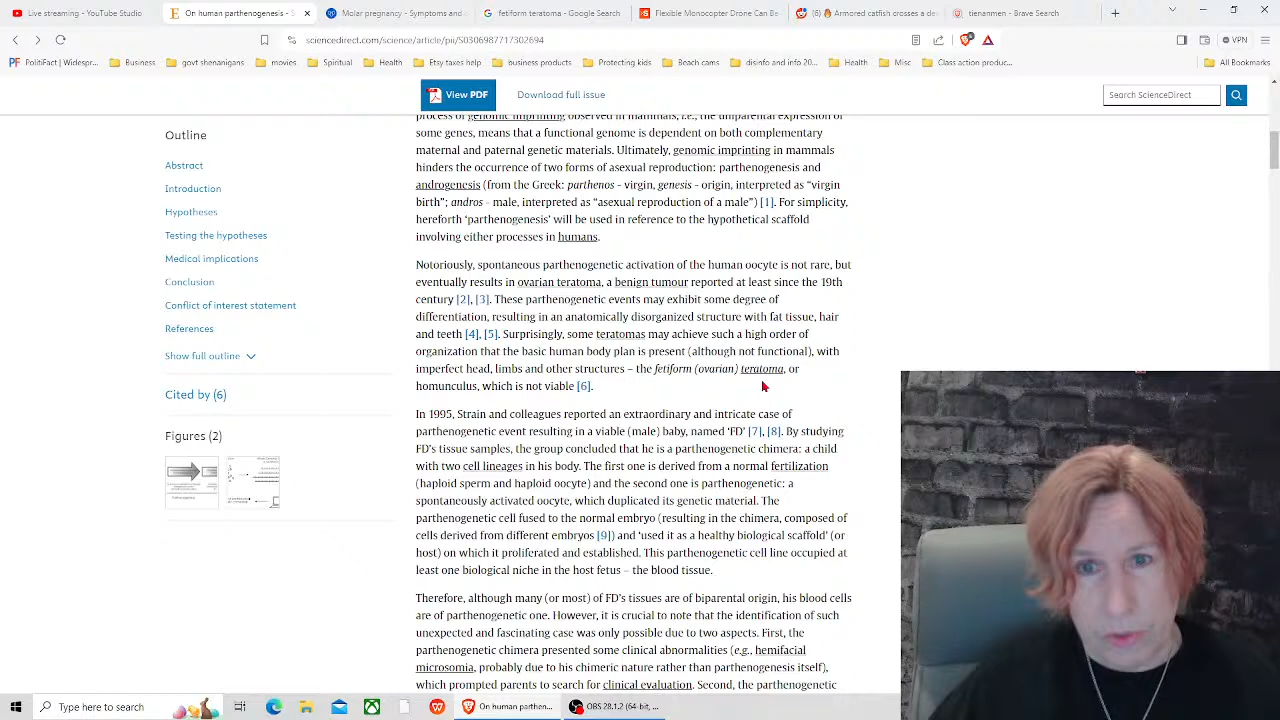 Live streaming - YouTube Studio
On human parthenogenesis - S
Molar pregnancy - Symptoms and c
fetiform teratoma - Google Search
Flexible Monocopter Drone Can Be
(6) 🔥 Armored catfish crosses a de
tienanmen - Brave Search
sciencedirect.com/science/article/pii/S0306987717302694
VPN
PolitiFact (Widespr...
Business
govt shenanigans
movies
Spiritual
Health
Etsy taxes help
business products
Protecting kids
Beach cams
disinfo and info 20...
Health
Misc
Class action produc...
All Bookmarks
View PDF
Download full issue
Search ScienceDirect
Outline
Abstract
Introduction
Hypotheses
Testing the hypotheses
Medical implications
Conclusion
Conflict of interest statement
References
Show full outline
Cited by (6)
Figures (2)
process of genomic imprinting observed in mammals, i.e., the uniparental expression of
some genes, means that a functional genome is dependent on both complementary
maternal and paternal genetic materials. Ultimately, genomic imprinting in mammals
hinders the occurrence of two forms of asexual reproduction: parthenogenesis and
androgenesis (from the Greek: parthenos - virgin, genesis - origin, interpreted as “virgin
birth”; andros - male, interpreted as “asexual reproduction of a male”) [1]. For simplicity,
hereforth ‘parthenogenesis’ will be used in reference to the hypothetical scaffold
involving either processes in humans.
Notoriously, spontaneous parthenogenetic activation of the human oocyte is not rare, but
eventually results in ovarian teratoma, a benign tumour reported at least since the 19th
century [2], [3]. These parthenogenetic events may exhibit some degree of
differentiation, resulting in an anatomically disorganized structure with fat tissue, hair
and teeth [4], [5]. Surprisingly, some teratomas may achieve such a high order of
organization that the basic human body plan is present (although not functional), with
imperfect head, limbs and other structures – the fetiform (ovarian) teratoma, or
homunculus, which is not viable [6].
In 1995, Strain and colleagues reported an extraordinary and intricate case of
parthenogenetic event resulting in a viable (male) baby, named ‘FD’ [7], [8]. By studying
FD’s tissue samples, the group concluded that he is a parthenogenetic chimera: a child
with two cell lineages in his body. The first one is derived from a normal fertilization
(haploid sperm and haploid oocyte) and the second one is parthenogenetic: a
spontaneously activated oocyte, which duplicated its genetic material. The
parthenogenetic cell fused to the normal embryo (resulting in the chimera, composed of
cells derived from different embryos [9]) and ‘used it as a healthy biological scaffold’ (or
host) on which it proliferated and established. This parthenogenetic cell line occupied at
least one biological niche in the host fetus – the blood tissue.
Therefore, although many (or most) of FD’s tissues are of biparental origin, his blood cells
are of parthenogenetic one. However, it is crucial to note that the identification of such
unexpected and fascinating case was only possible due to two aspects. First, the
parthenogenetic chimera presented some clinical abnormalities (e.g., hemifacial
microsomia, probably due to his chimeric nature rather than parthenogenesis itself),
which prompted parents to search for clinical evaluation. Second, the parthenogenetic
Type here to search
On human parthen...
OBS 28.1.2 (64-bit, ...